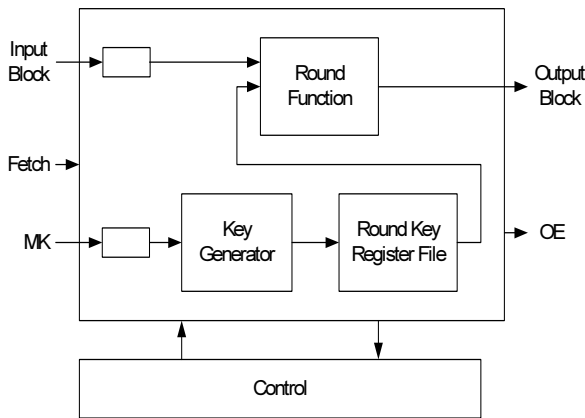 Input
Block
Round
Function
Output
Block
Fetch
MK
Key
Generator
Round Key
Register File
OE
Control